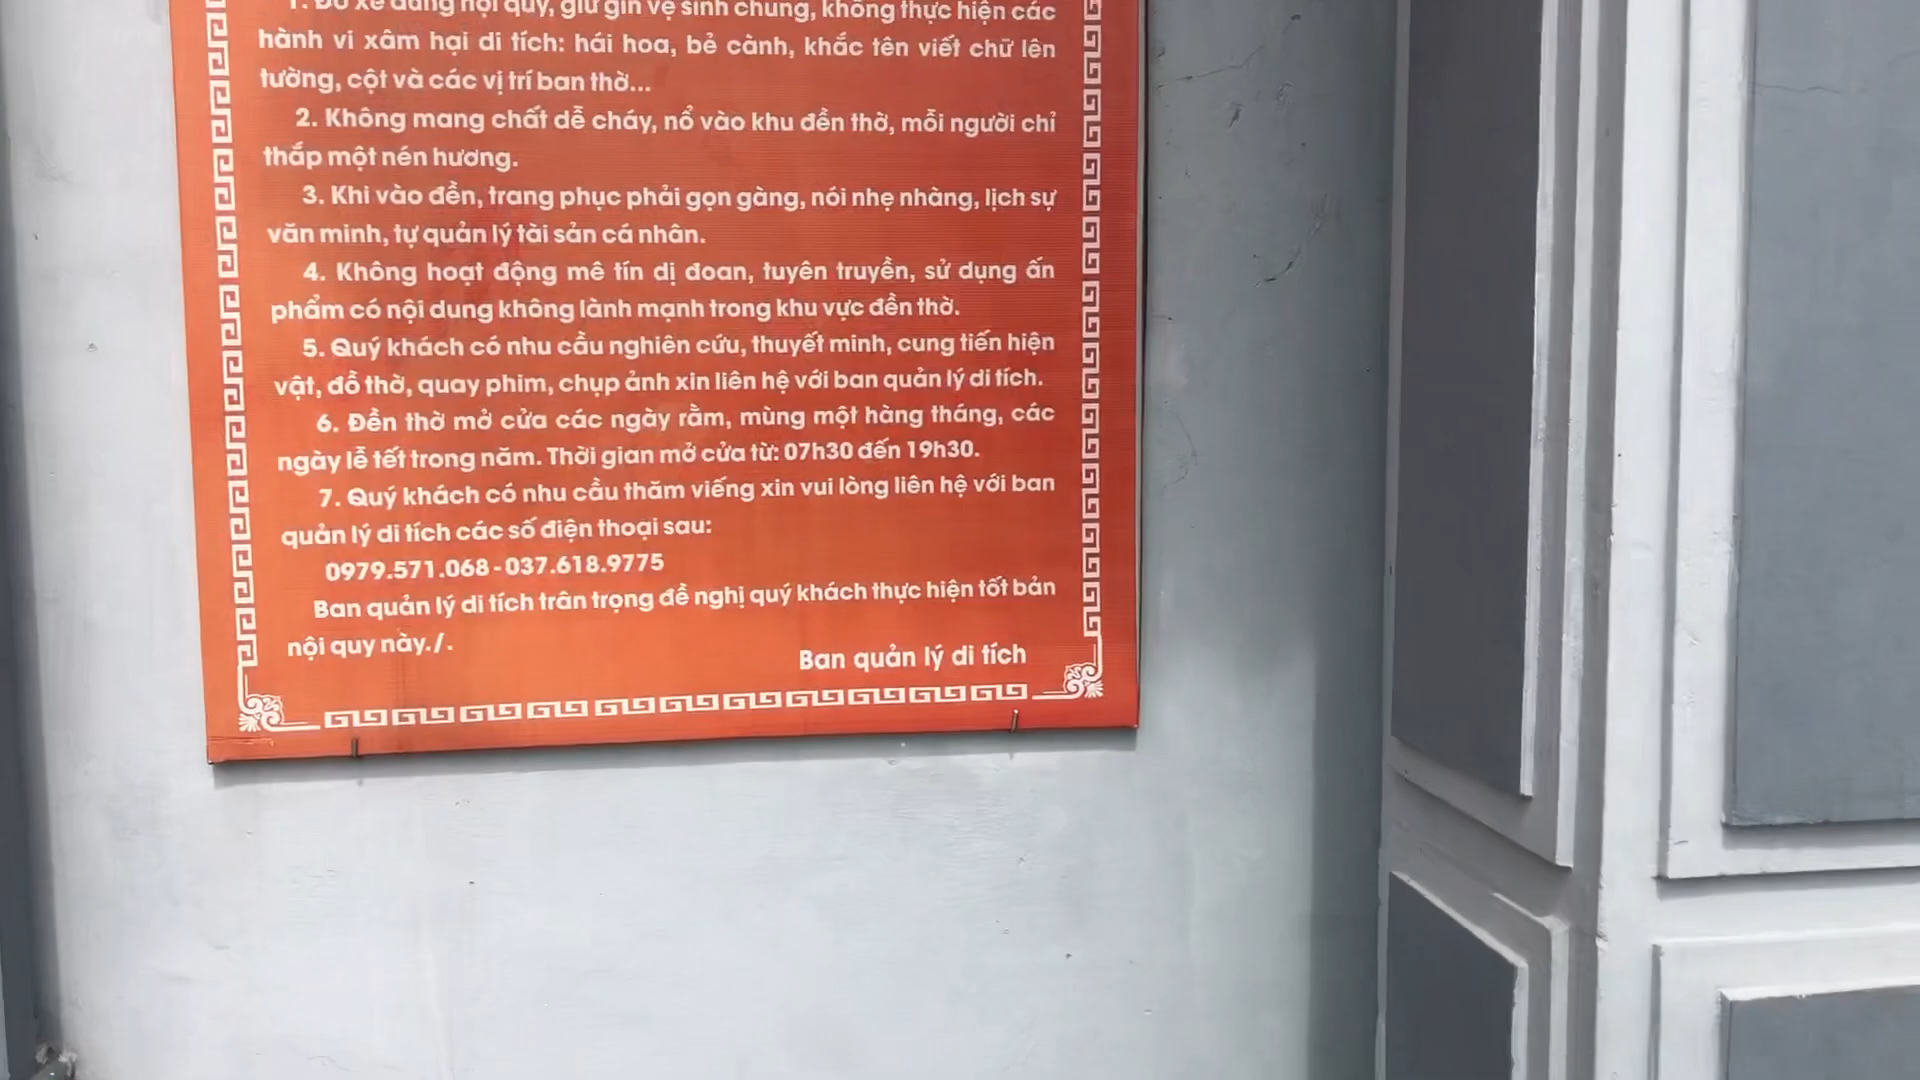 1. Đỗ xe đúng nội quy, giữ gìn vệ sinh chung, không thực hiện các
hành vi xâm hại di tích: hái hoa, bẻ cành, khắc tên viết chữ lên
tường, cột và các vị trí ban thờ...
2. Không mang chất dễ cháy, nổ vào khu đền thờ, mỗi người chỉ
thắp một nén hương.
3. Khi vào đền, trang phục phải gọn gàng, nói nhẹ nhàng, lịch sự
văn minh, tự quản lý tài sản cá nhân.
4. Không hoạt động mê tín dị đoan, tuyên truyền, sử dụng ấn
phẩm có nội dung không lành mạnh trong khu vực đền thờ.
5. Quý khách có nhu cầu nghiên cứu, thuyết minh, cung tiến hiện
vật, đồ thờ, quay phim, chụp ảnh xin liên hệ với ban quản lý di tích.
6. Đền thờ mở cửa các ngày rằm, mùng một hàng tháng, các
ngày lễ tết trong năm. Thời gian mở cửa từ: 07h30 đến 19h30.
7. Quý khách có nhu cầu thăm viếng xin vui lòng liên hệ với ban
quản lý di tích các số điện thoại sau:
0979.571.068 - 037.618.9775
Ban quản lý di tích trân trọng đề nghị quý khách thực hiện tốt bản
nội quy này./.
Ban quản lý di tích